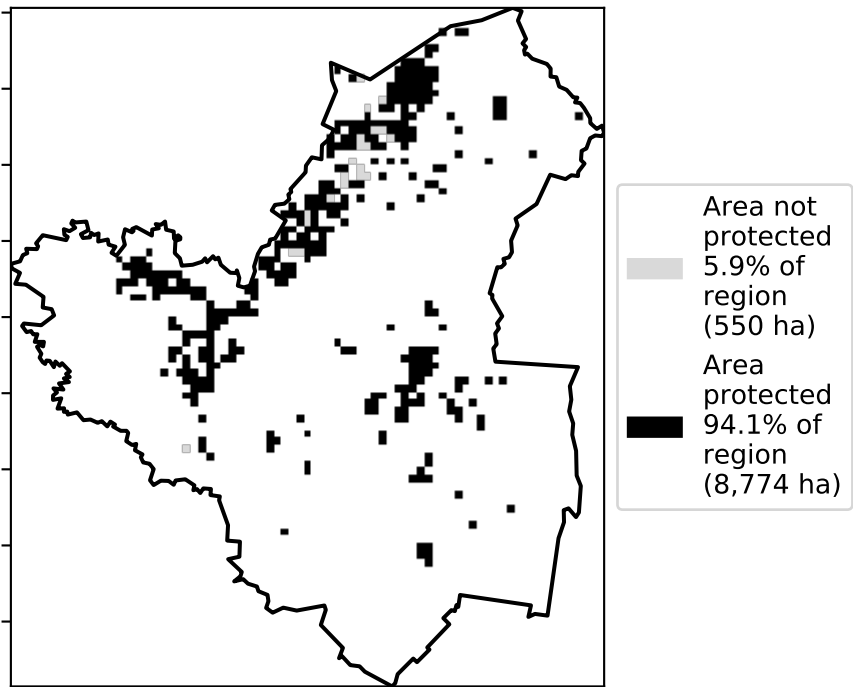 Area not
protected
5.9% of
region
(550 ha)
Area
protected
94.1% of
region
(8,774 ha)